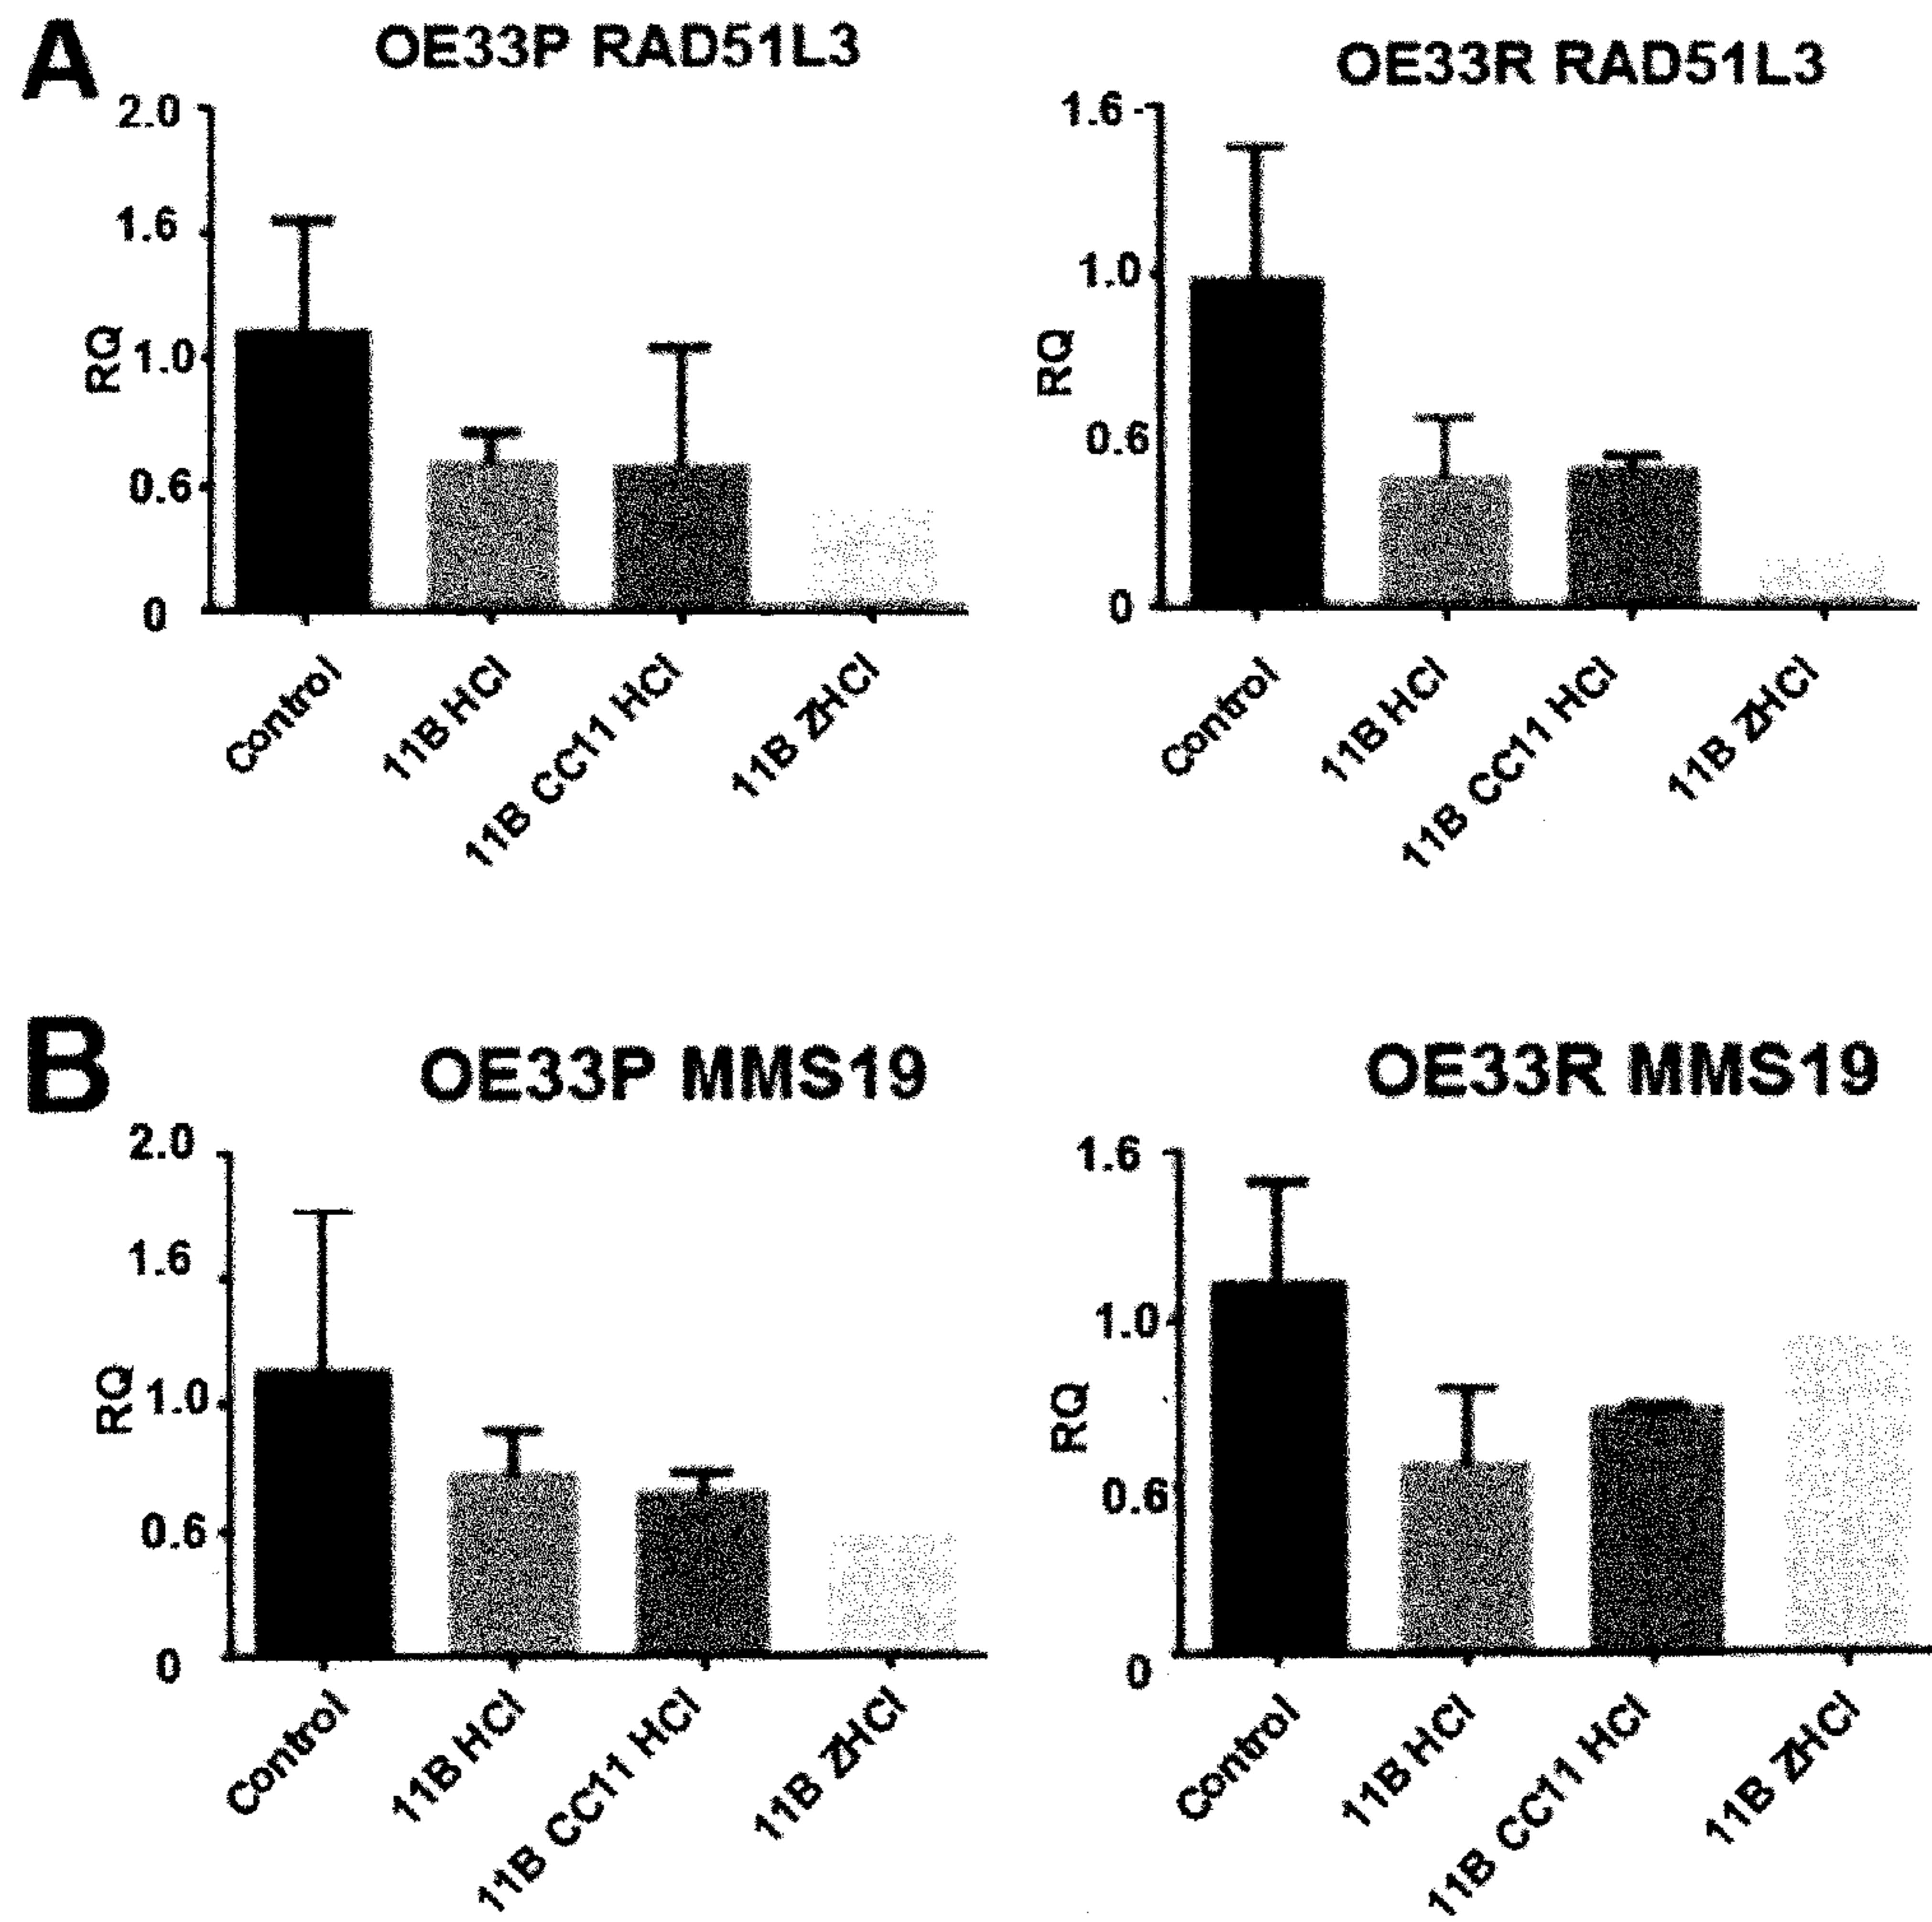 A
OE33P RAD51L3
2.0
1.6
1.0
0.6
0
RQ
Control
11B HCl
11B CC11 HCl
11B ZHCl
OE33R RAD51L3
1.6
1.0
0.6
0
RQ
Control
11B HCl
11B CC11 HCl
11B ZHCl
B
OE33P MMS19
2.0
1.6
1.0
0.6
0
RQ
Control
11B HCl
11B CC11 HCl
11B ZHCl
OE33R MMS19
1.6
1.0
0.6
0
RQ
Control
11B HCl
11B CC11 HCl
11B ZHCl